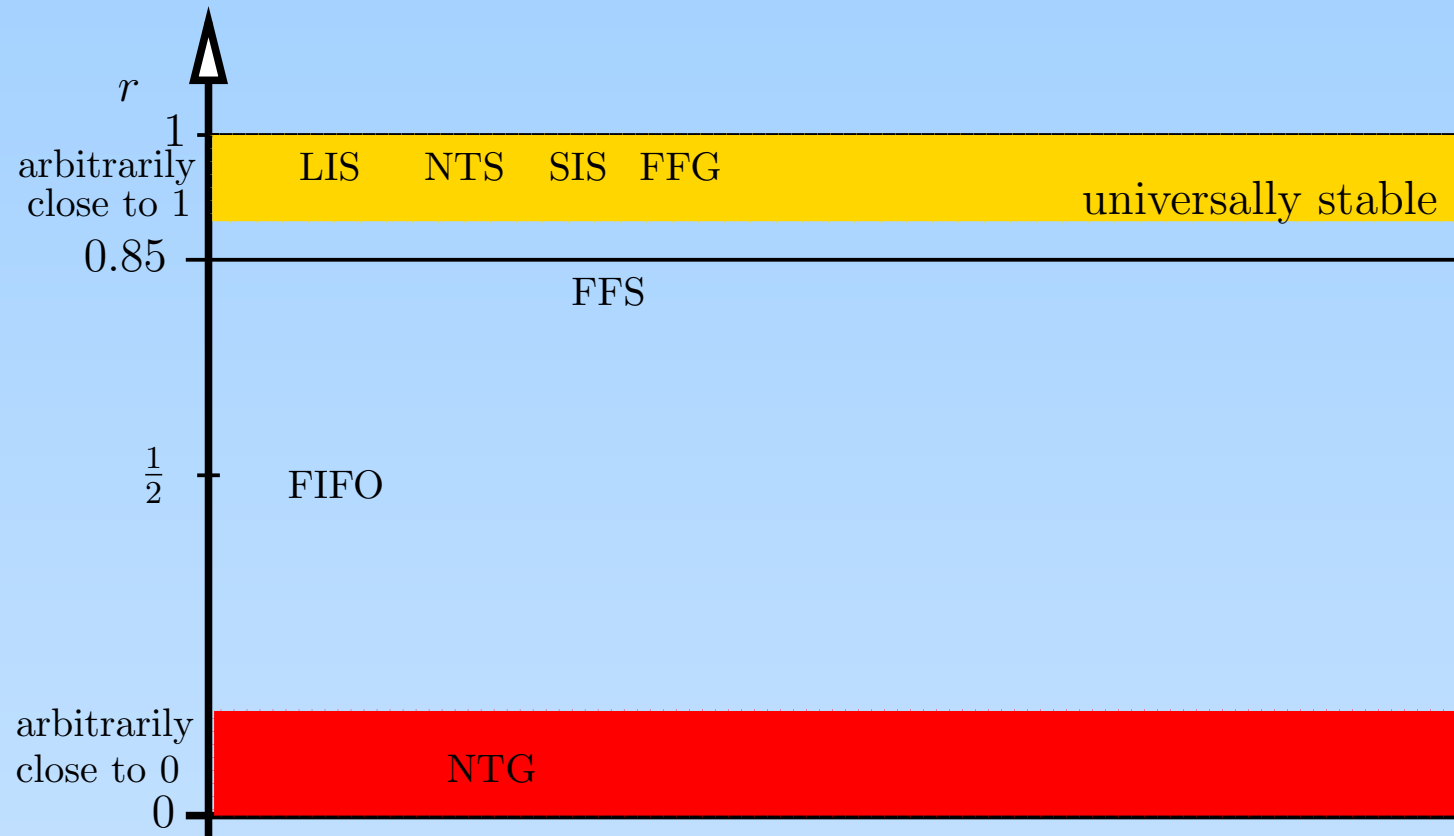 r
1
arbitrarily
close to 1
LIS NTS SIS FFG
universally stable
0.85
FFS
1/2
FIFO
arbitrarily
close to 0
NTG
0